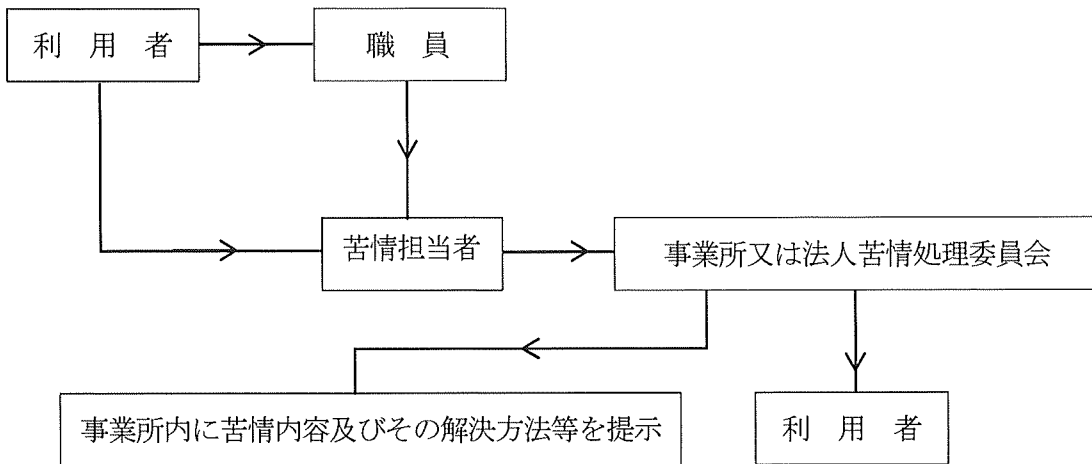 利　用　者
職　員
苦情担当者
事業所又は法人苦情処理委員会
事業所内に苦情内容及びその解決方法等を提示
利　用　者